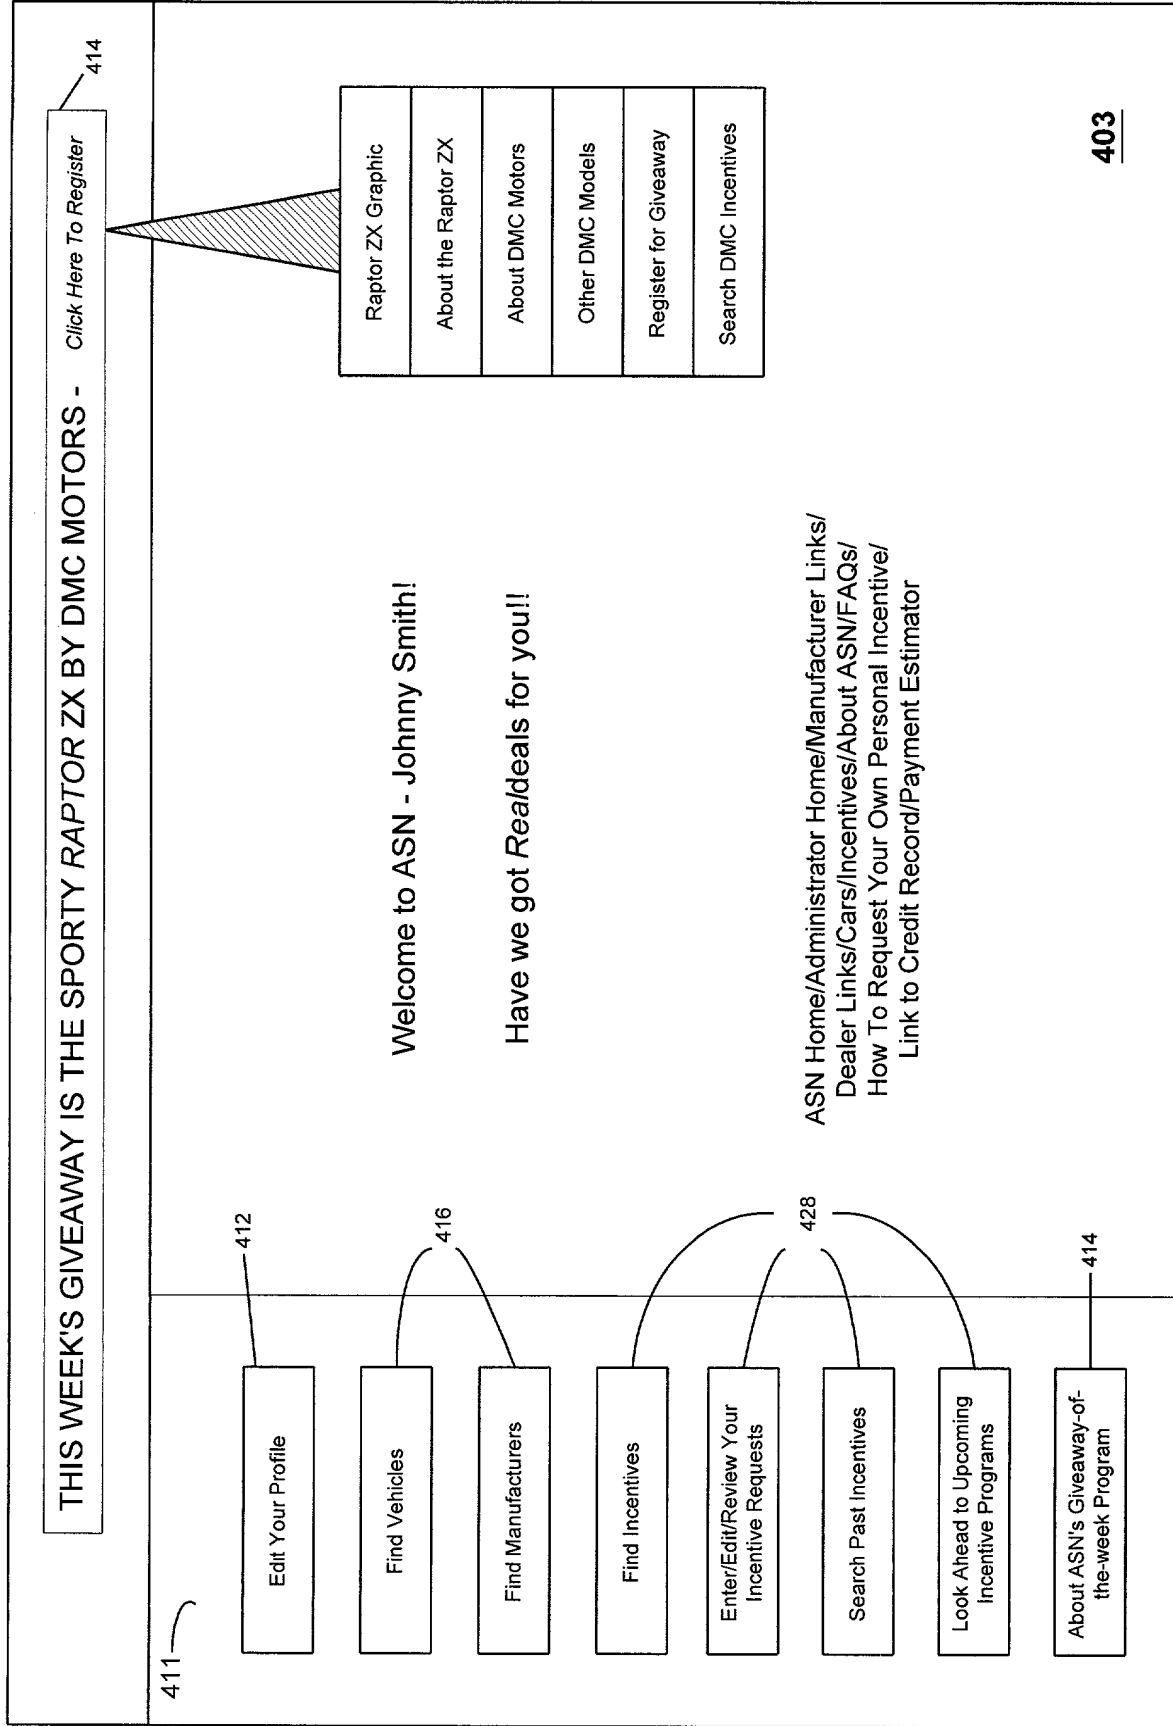 THIS WEEK'S GIVEAWAY IS THE SPORTY RAPTOR ZX BY DMC MOTORS - Click Here To Register
414
411
412
Edit Your Profile
Find Vehicles
416
Find Manufacturers
Find Incentives
Enter/Edit/Review Your
Incentive Requests
428
Search Past Incentives
Look Ahead to Upcoming
Incentive Programs
About ASN's Giveaway-of-
the-week Program
414
Welcome to ASN - Johnny Smith!
Have we got Realdeals for you!!
ASN Home/Administrator Home/Manufacturer Links/
Dealer Links/Cars/Incentives/About ASN/FAQs/
How To Request Your Own Personal Incentive/
Link to Credit Record/Payment Estimator
Raptor ZX Graphic
About the Raptor ZX
About DMC Motors
Other DMC Models
Register for Giveaway
Search DMC Incentives
403